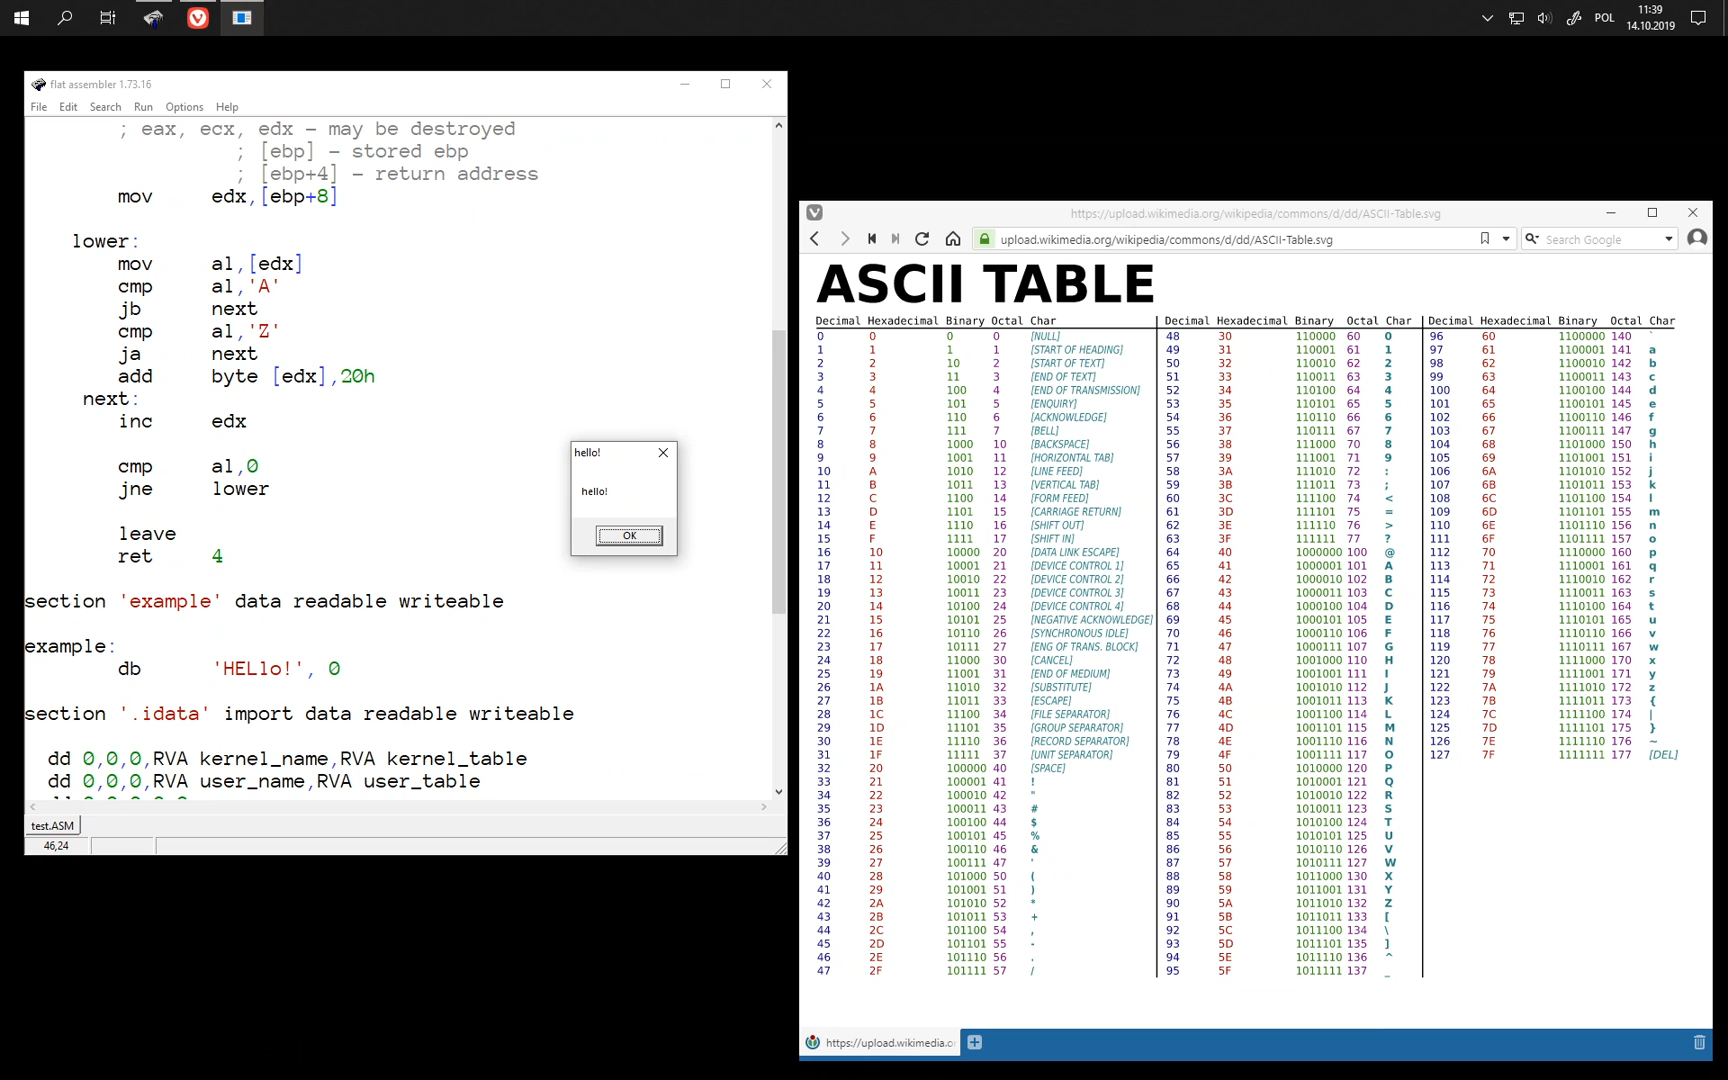 POL
11:39
14.10.2019
flat assembler 1.73.16
File Edit Search Run Options Help
; eax, ecx, edx - may be destroyed
; [ebp] - stored ebp
; [ebp+4] - return address
mov edx,[ebp+8]
lower:
mov al,[edx]
cmp al,'A'
jb next
cmp al,'Z'
ja next
add byte [edx],20h
next:
inc edx
cmp al,0
jne lower
leave
ret 4
section 'example' data readable writeable
example:
db 'HELlo!', 0
section '.idata' import data readable writeable
dd 0,0,0,RVA kernel_name,RVA kernel_table
dd 0,0,0,RVA user_name,RVA user_table
test.ASM
46,24
hello!
hello!
OK
https://upload.wikimedia.org/wikipedia/commons/d/dd/ASCII-Table.svg
upload.wikimedia.org/wikipedia/commons/d/dd/ASCII-Table.svg
Search Google
ASCII TABLE
Decimal Hexadecimal Binary Octal Char
0 0 0 0 [NULL]
1 1 1 1 [START OF HEADING]
2 2 10 2 [START OF TEXT]
3 3 11 3 [END OF TEXT]
4 4 100 4 [END OF TRANSMISSION]
5 5 101 5 [ENQUIRY]
6 6 110 6 [ACKNOWLEDGE]
7 7 111 7 [BELL]
8 8 1000 10 [BACKSPACE]
9 9 1001 11 [HORIZONTAL TAB]
10 A 1010 12 [LINE FEED]
11 B 1011 13 [VERTICAL TAB]
12 C 1100 14 [FORM FEED]
13 D 1101 15 [CARRIAGE RETURN]
14 E 1110 16 [SHIFT OUT]
15 F 1111 17 [SHIFT IN]
16 10 10000 20 [DATA LINK ESCAPE]
17 11 10001 21 [DEVICE CONTROL 1]
18 12 10010 22 [DEVICE CONTROL 2]
19 13 10011 23 [DEVICE CONTROL 3]
20 14 10100 24 [DEVICE CONTROL 4]
21 15 10101 25 [NEGATIVE ACKNOWLEDGE]
22 16 10110 26 [SYNCHRONOUS IDLE]
23 17 10111 27 [ENG OF TRANS. BLOCK]
24 18 11000 30 [CANCEL]
25 19 11001 31 [END OF MEDIUM]
26 1A 11010 32 [SUBSTITUTE]
27 1B 11011 33 [ESCAPE]
28 1C 11100 34 [FILE SEPARATOR]
29 1D 11101 35 [GROUP SEPARATOR]
30 1E 11110 36 [RECORD SEPARATOR]
31 1F 11111 37 [UNIT SEPARATOR]
32 20 100000 40 [SPACE]
33 21 100001 41 !
34 22 100010 42 "
35 23 100011 43 #
36 24 100100 44 $
37 25 100101 45 %
38 26 100110 46 &
39 27 100111 47 '
40 28 101000 50 (
41 29 101001 51 )
42 2A 101010 52 *
43 2B 101011 53 +
44 2C 101100 54 ,
45 2D 101101 55 -
46 2E 101110 56 .
47 2F 101111 57 /
Decimal Hexadecimal Binary Octal Char
48 30 110000 60 0
49 31 110001 61 1
50 32 110010 62 2
51 33 110011 63 3
52 34 110100 64 4
53 35 110101 65 5
54 36 110110 66 6
55 37 110111 67 7
56 38 111000 70 8
57 39 111001 71 9
58 3A 111010 72 :
59 3B 111011 73 ;
60 3C 111100 74 <
61 3D 111101 75 =
62 3E 111110 76 >
63 3F 111111 77 ?
64 40 1000000 100 @
65 41 1000001 101 A
66 42 1000010 102 B
67 43 1000011 103 C
68 44 1000100 104 D
69 45 1000101 105 E
70 46 1000110 106 F
71 47 1000111 107 G
72 48 1001000 110 H
73 49 1001001 111 I
74 4A 1001010 112 J
75 4B 1001011 113 K
76 4C 1001100 114 L
77 4D 1001101 115 M
78 4E 1001110 116 N
79 4F 1001111 117 O
80 50 1010000 120 P
81 51 1010001 121 Q
82 52 1010010 122 R
83 53 1010011 123 S
84 54 1010100 124 T
85 55 1010101 125 U
86 56 1010110 126 V
87 57 1010111 127 W
88 58 1011000 130 X
89 59 1011001 131 Y
90 5A 1011010 132 Z
91 5B 1011011 133 [
92 5C 1011100 134 \
93 5D 1011101 135 ]
94 5E 1011110 136 ^
95 5F 1011111 137 _
Decimal Hexadecimal Binary Octal Char
96 60 1100000 140 `
97 61 1100001 141 a
98 62 1100010 142 b
99 63 1100011 143 c
100 64 1100100 144 d
101 65 1100101 145 e
102 66 1100110 146 f
103 67 1100111 147 g
104 68 1101000 150 h
105 69 1101001 151 i
106 6A 1101010 152 j
107 6B 1101011 153 k
108 6C 1101100 154 l
109 6D 1101101 155 m
110 6E 1101110 156 n
111 6F 1101111 157 o
112 70 1110000 160 p
113 71 1110001 161 q
114 72 1110010 162 r
115 73 1110011 163 s
116 74 1110100 164 t
117 75 1110101 165 u
118 76 1110110 166 v
119 77 1110111 167 w
120 78 1111000 170 x
121 79 1111001 171 y
122 7A 1111010 172 z
123 7B 1111011 173 {
124 7C 1111100 174 |
125 7D 1111101 175 }
126 7E 1111110 176 ~
127 7F 1111111 177 [DEL]
https://upload.wikimedia.o